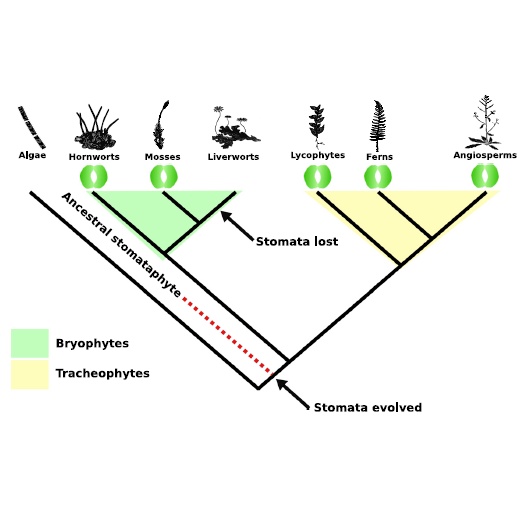 Algae
Hornworts
Mosses
Liverworts
Lycophytes
Ferns
Angiosperms
Ancestral stomataphyte
Stomata lost
Bryophytes
Tracheophytes
Stomata evolved